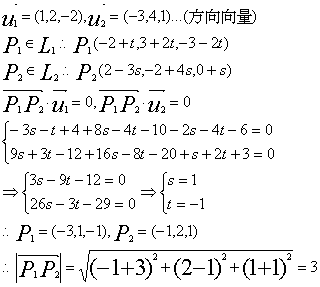 u₁ = (1,2,-2), u₂ = (-3,4,1)...(方向向量)
P₁ ∈ L₁ ∴ P₁(-2+t,3+2t,-3-2t)
P₂ ∈ L₂ ∴ P₂(2-3s,-2+4s,0+s)
P₁P₂ · u₁ = 0, P₁P₂ · u₂ = 0
{-3s-t+4+8s-4t-10-2s-4t-6=0
9s+3t-12+16s-8t-20+s+2t+3=0
⇒ {3s-9t-12=0 ⇒ {s=1
26s-3t-29=0 t=-1
∴ P₁ = (-3,1,-1), P₂ = (-1,2,1)
∴ |P₁P₂| = √((-1+3)² + (2-1)² + (1+1)²) = 3